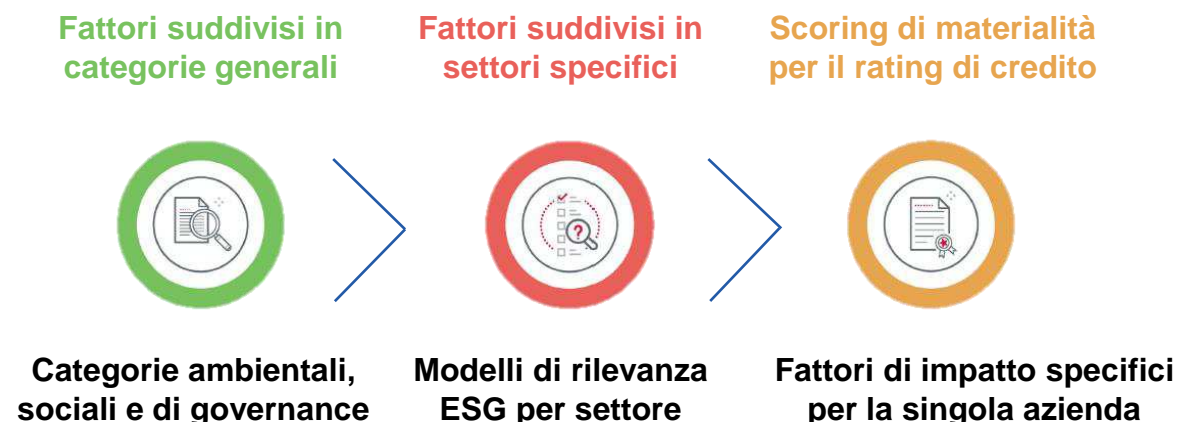 Fattori suddivisi in
categorie generali
Fattori suddivisi in
settori specifici
Scoring di materialità
per il rating di credito
?
Categorie ambientali,
sociali e di governance
Modelli di rilevanza
ESG per settore
Fattori di impatto specifici
per la singola azienda